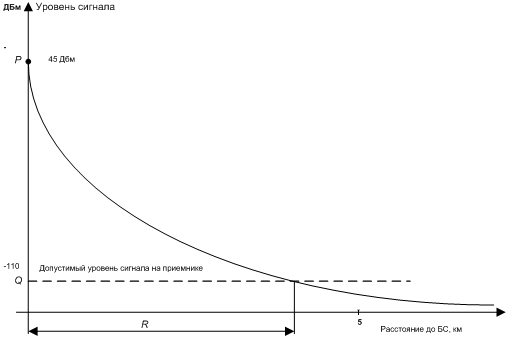 ДБм
Уровень сигнала
P
45 Дбм
-110
Допустимый уровень сигнала на приемнике
Q
R
5
Расстояние до БС, км